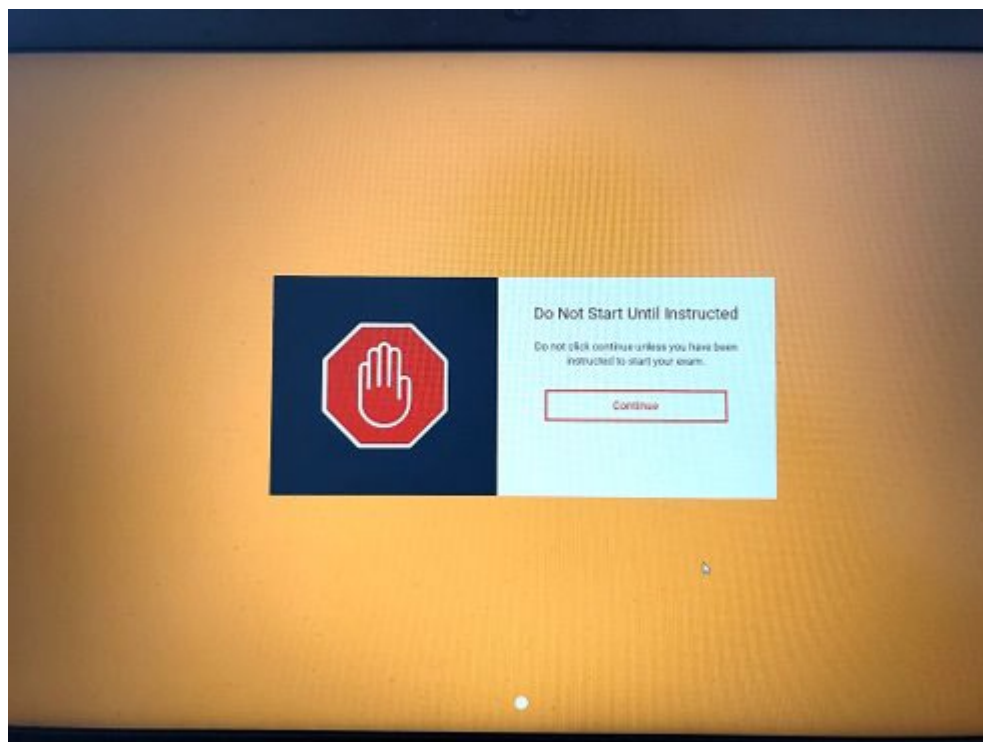 Do Not Start Until Instructed
Do not click continue unless you have been
instructed to start your exam.
Continue